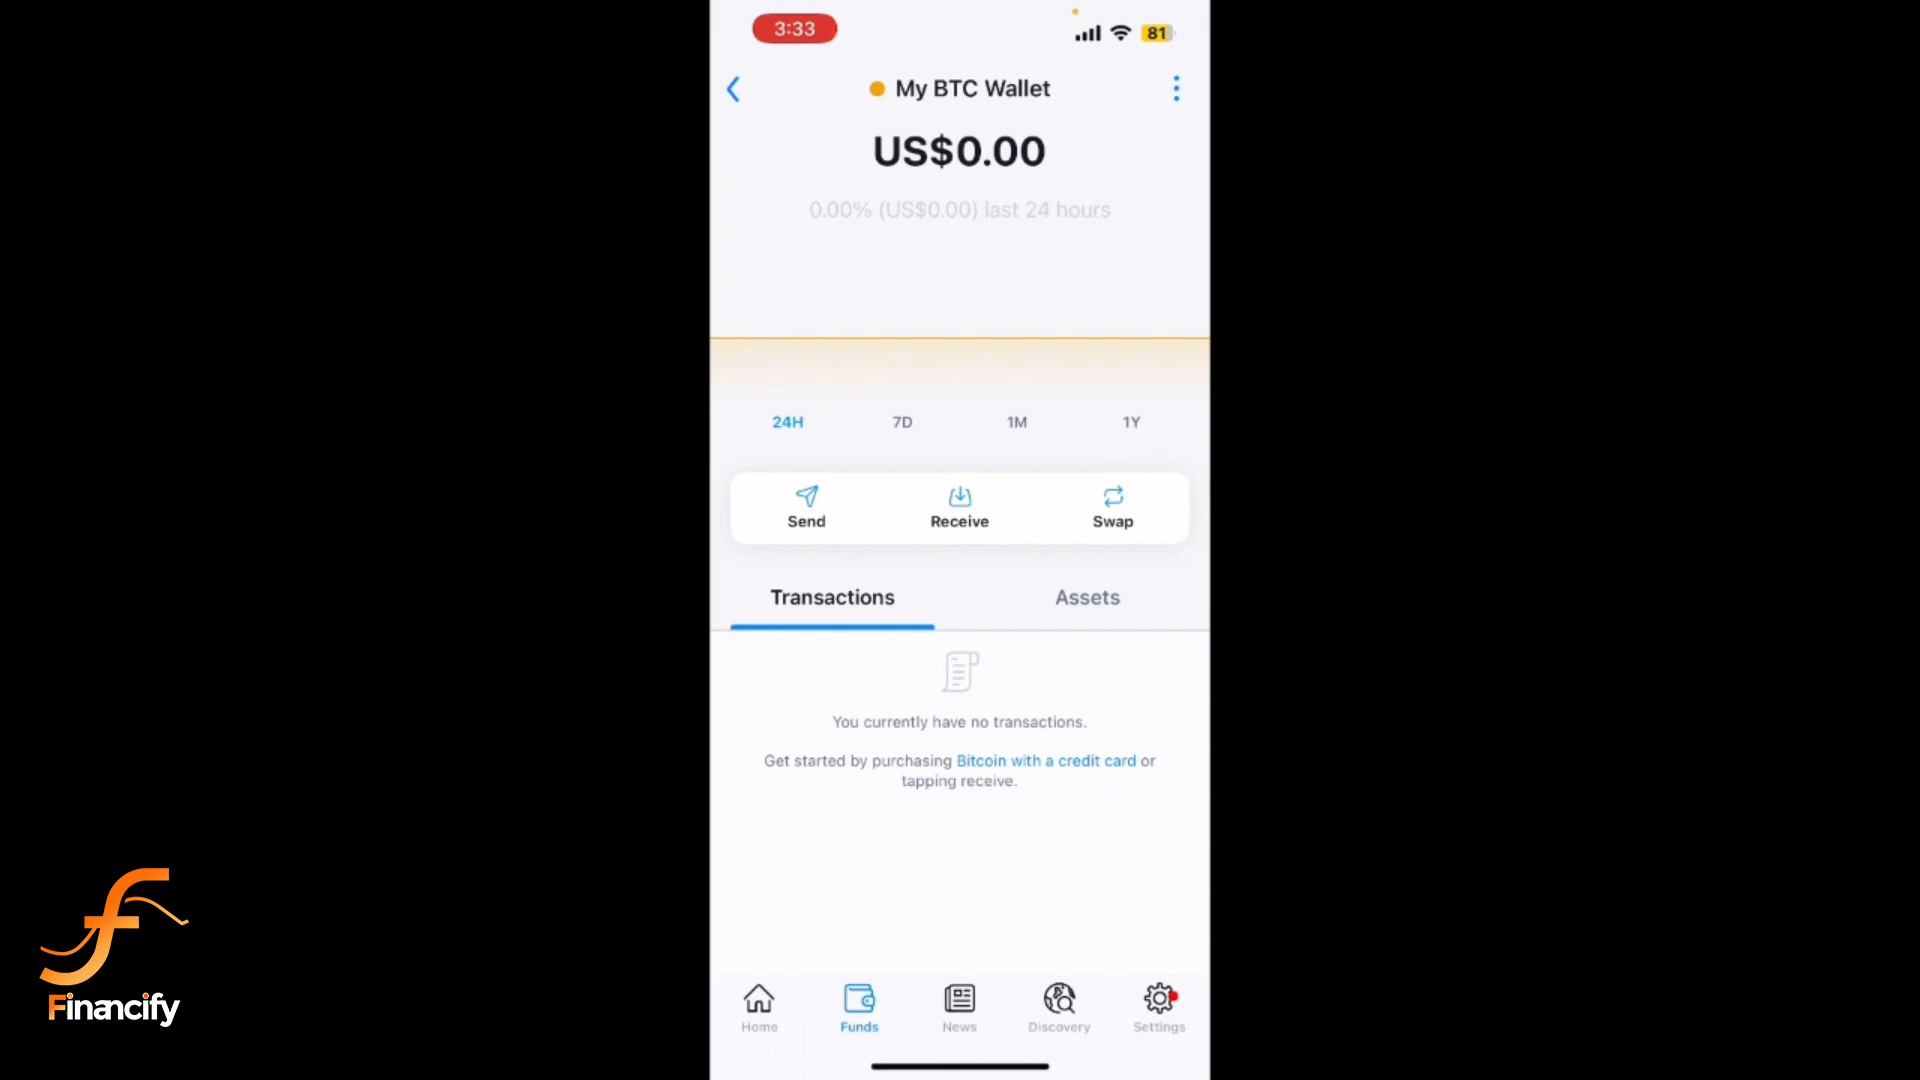 3:33
81
My BTC Wallet
US$0.00
0.00% (US$0.00) last 24 hours
24H 7D 1M 1Y
Send Receive Swap
Transactions Assets
You currently have no transactions.
Get started by purchasing Bitcoin with a credit card or
tapping receive.
Home Funds News Discovery Settings
Financify